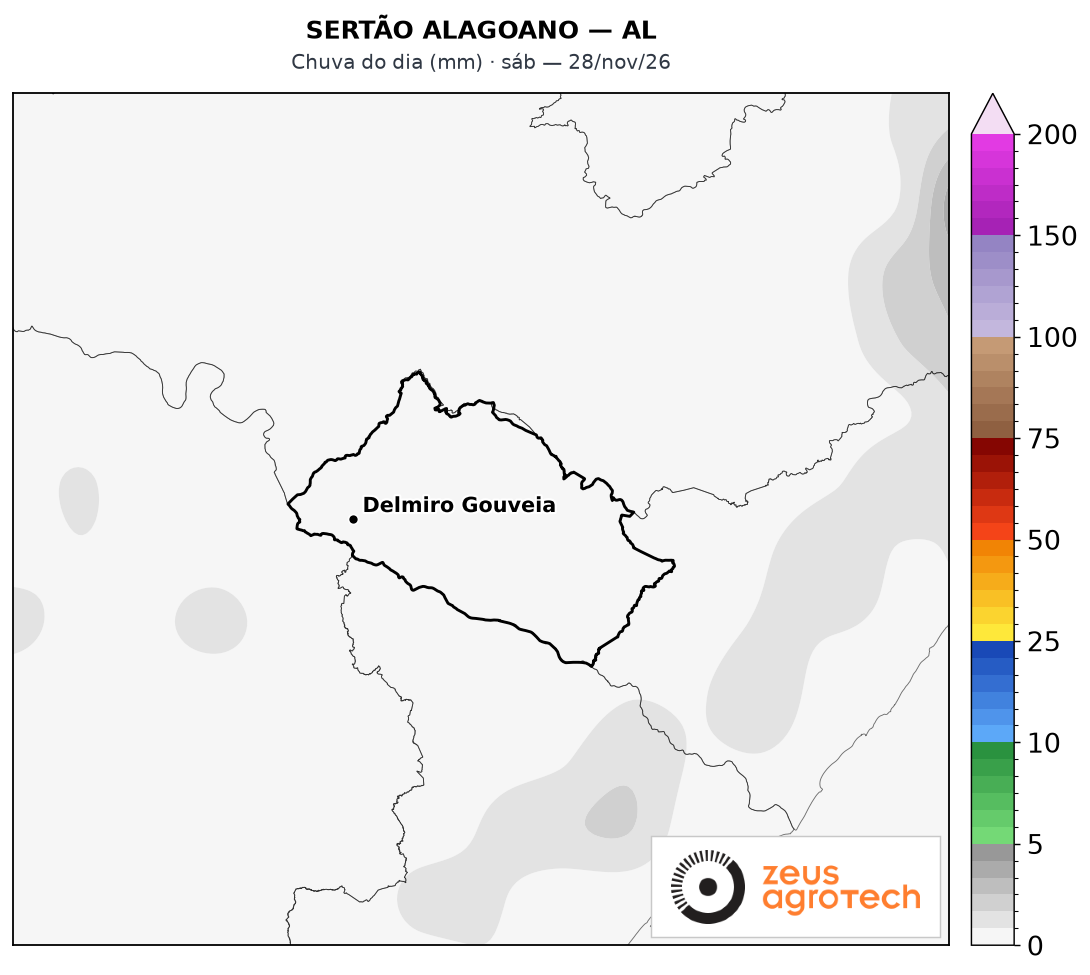 SERTÃO ALAGOANO — AL
Chuva do dia (mm) · sáb — 28/nov/26
200
150
100
75
50
25
10
5
0
Delmiro Gouveia
zeus
agrotech